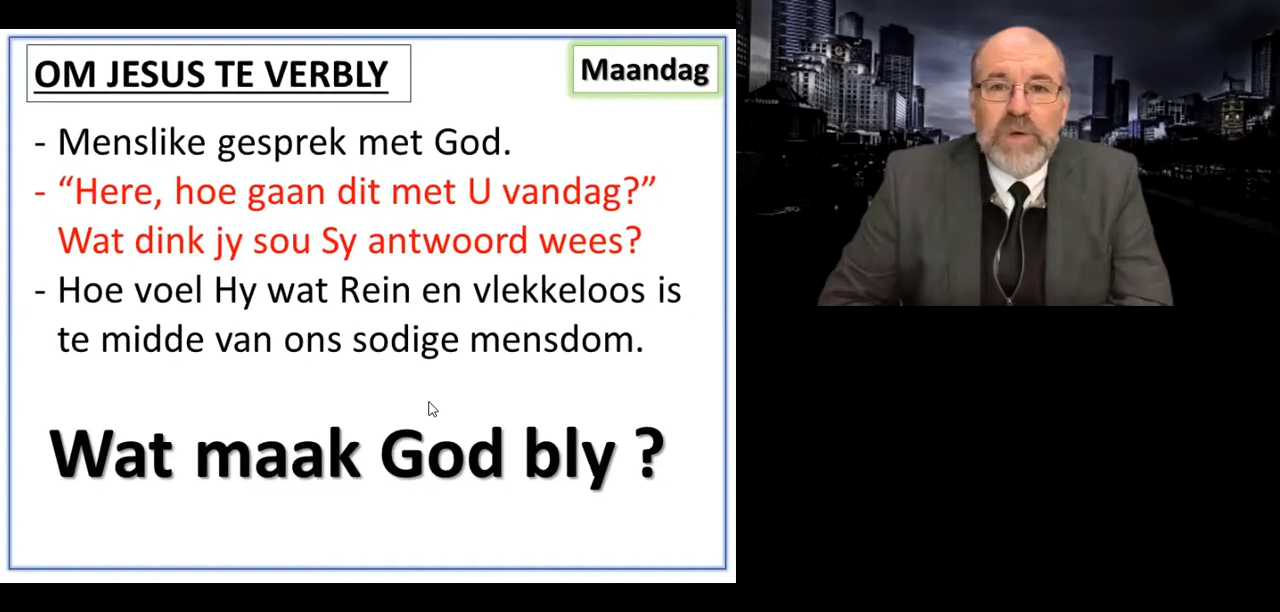 OM JESUS TE VERBLY
Maandag
- Menslike gesprek met God.
- “Here, hoe gaan dit met U vandag?”
Wat dink jy sou Sy antwoord wees?
- Hoe voel Hy wat Rein en vlekkeloos is
te midde van ons sodige mensdom.
Wat maak God bly ?